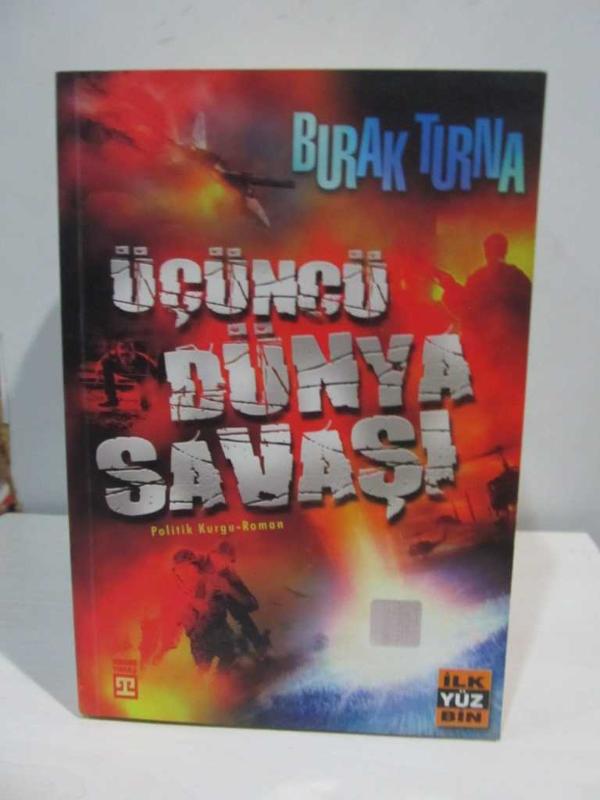 BURAK TURNA
ÜÇÜNCÜ
DÜNYA
SAVAŞI
Politik Kurgu-Roman
İLK
YÜZ
BİN